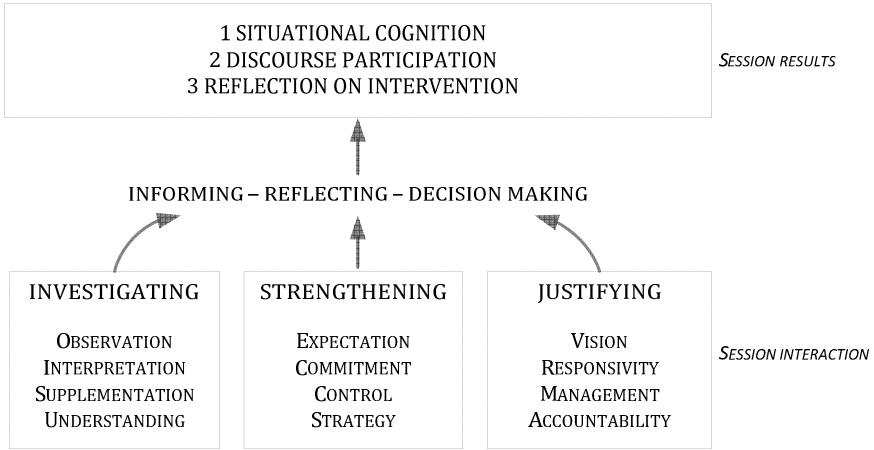 1 SITUATIONAL COGNITION
2 DISCOURSE PARTICIPATION
3 REFLECTION ON INTERVENTION
SESSION RESULTS
INFORMING – REFLECTING – DECISION MAKING
INVESTIGATING
OBSERVATION
INTERPRETATION
SUPPLEMENTATION
UNDERSTANDING
STRENGTHENING
EXPECTATION
COMMITMENT
CONTROL
STRATEGY
JUSTIFYING
VISION
RESPONSIVITY
MANAGEMENT
ACCOUNTABILITY
SESSION INTERACTION